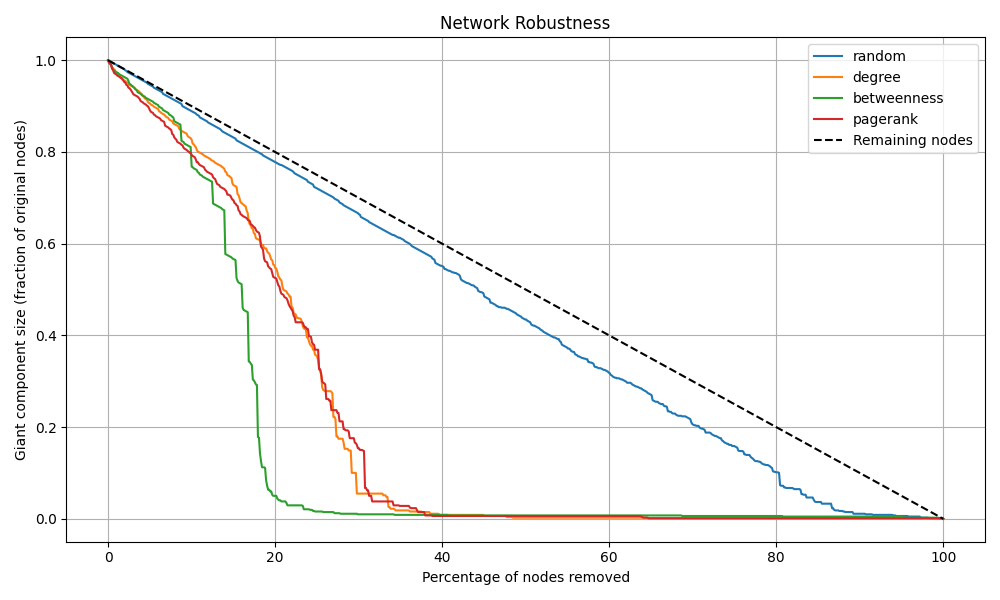 Network Robustness
random
degree
betweenness
pagerank
Remaining nodes
Giant component size (fraction of original nodes)
1.0
0.8
0.6
0.4
0.2
0.0
0 20 40 60 80 100
Percentage of nodes removed